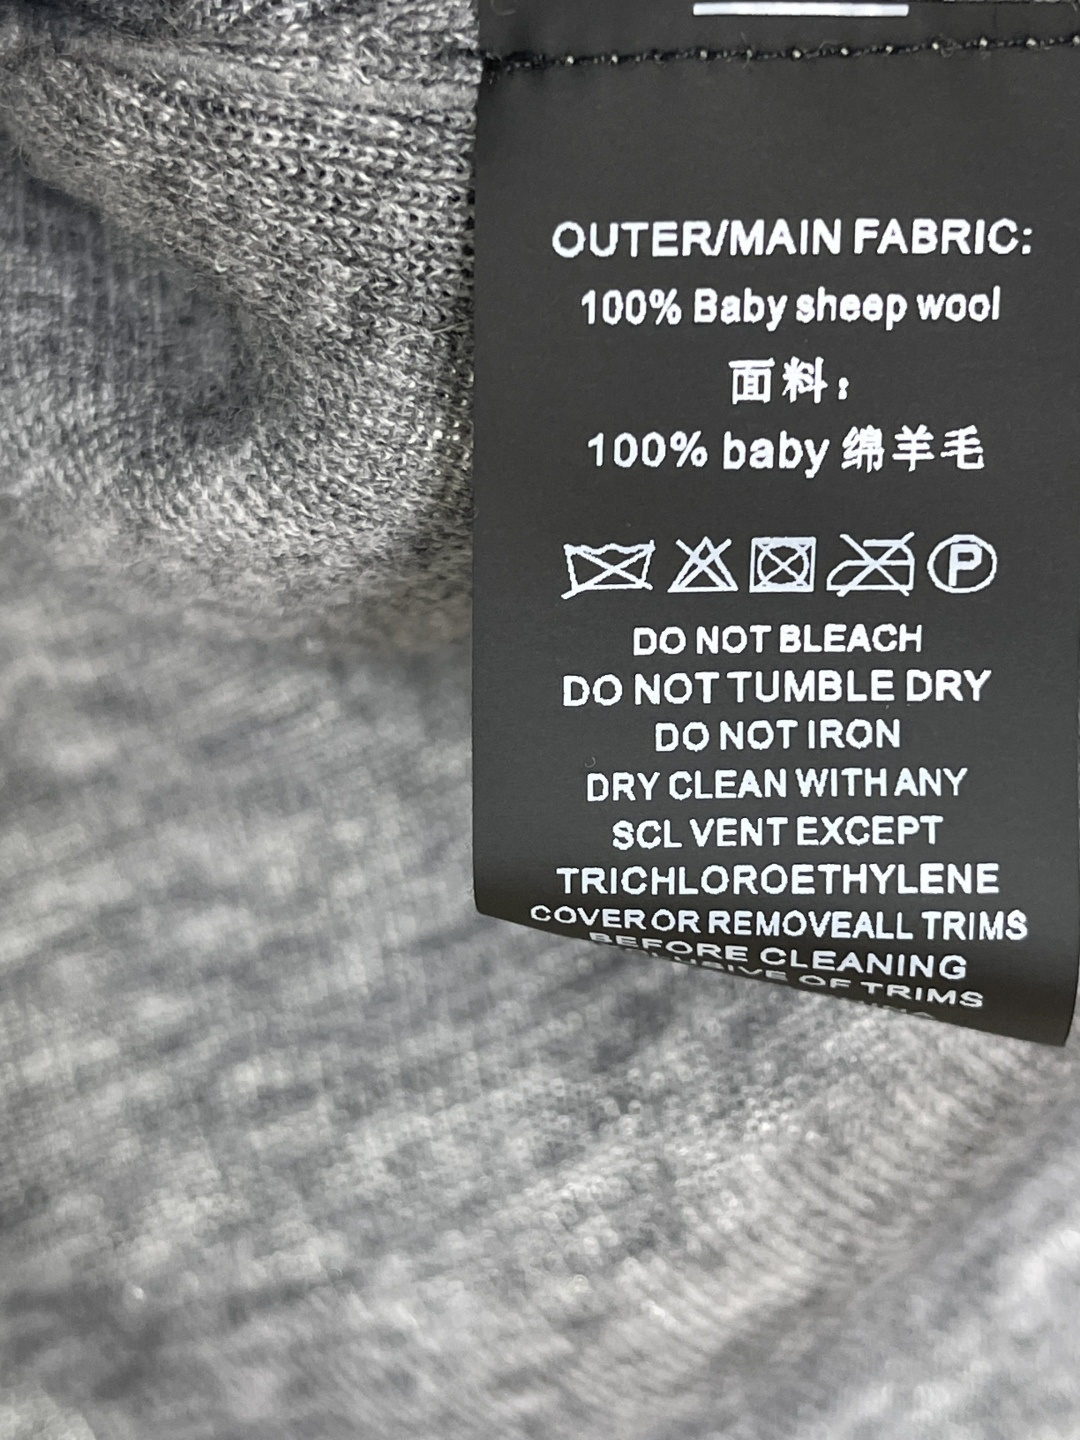 OUTER/MAIN FABRIC:
100% Baby sheep wool
面料：
100% baby 绵羊毛
P
DO NOT BLEACH
DO NOT TUMBLE DRY
DO NOT IRON
DRY CLEAN WITH ANY
SCL VENT EXCEPT
TRICHLOROETHYLENE
COVER OR REMOVEALL TRIMS
BEFORE CLEANING
OF TRIMS